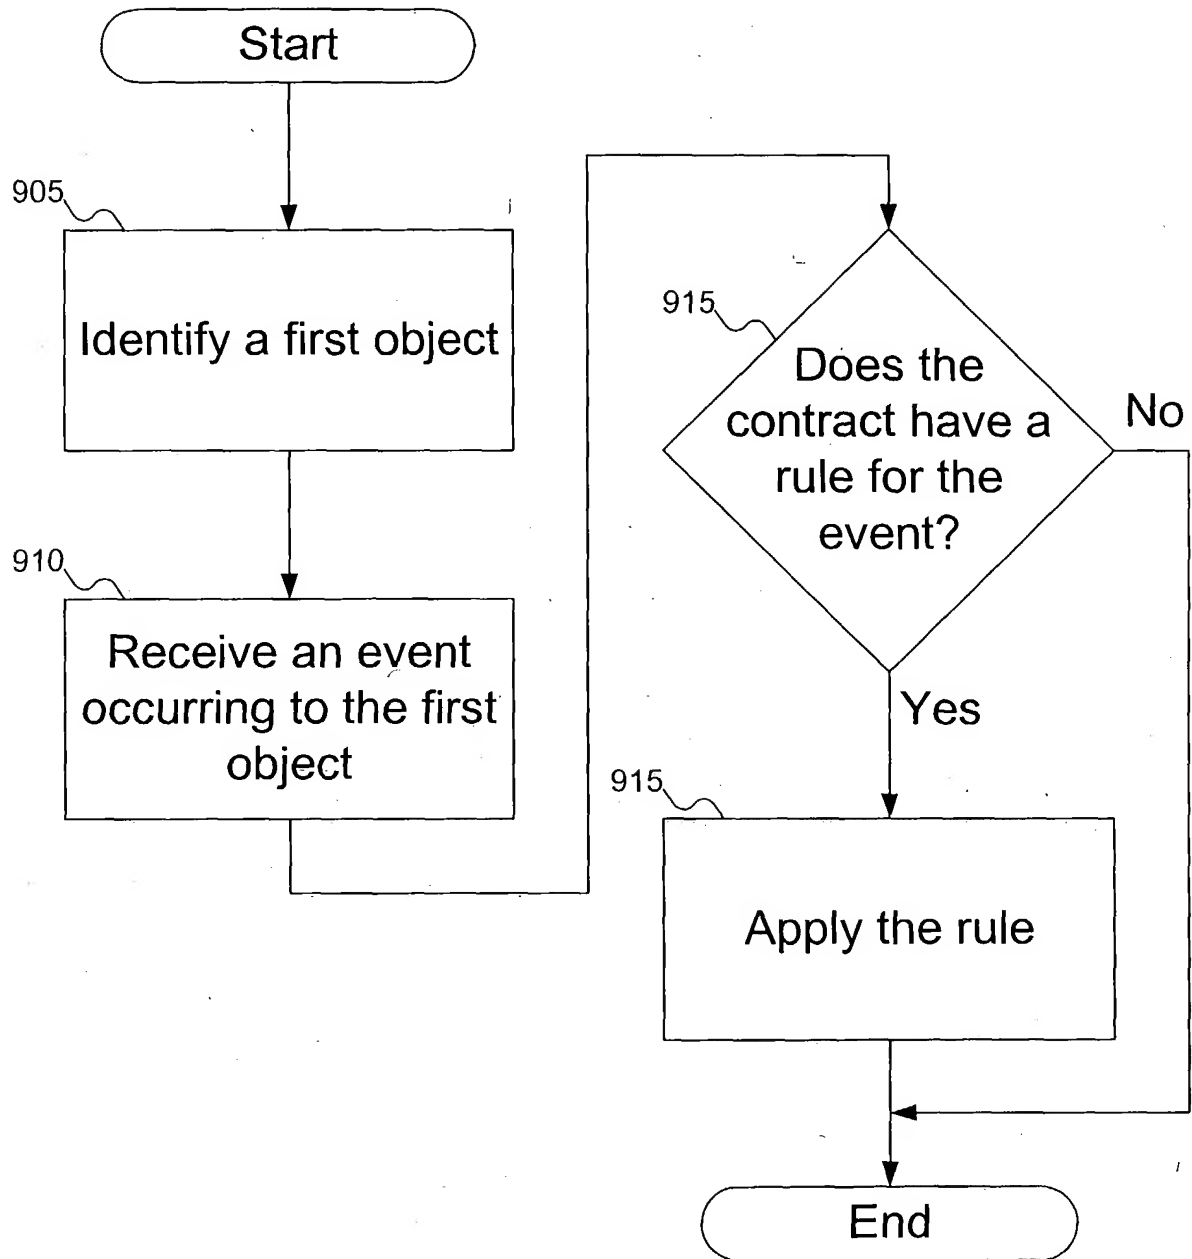 Start
905
Identify a first object
910
Receive an event
occurring to the first
object
915
Does the
contract have a
rule for the
event?
No
Yes
915
Apply the rule
End